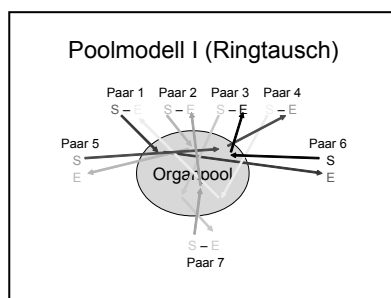 Poolmodell I (Ringtausch)
Paar 1 Paar 2 Paar 3 Paar 4
S – E S – E S – E S – E
Paar 5 Paar 6
S S
E E
Organpool
S – E
Paar 7